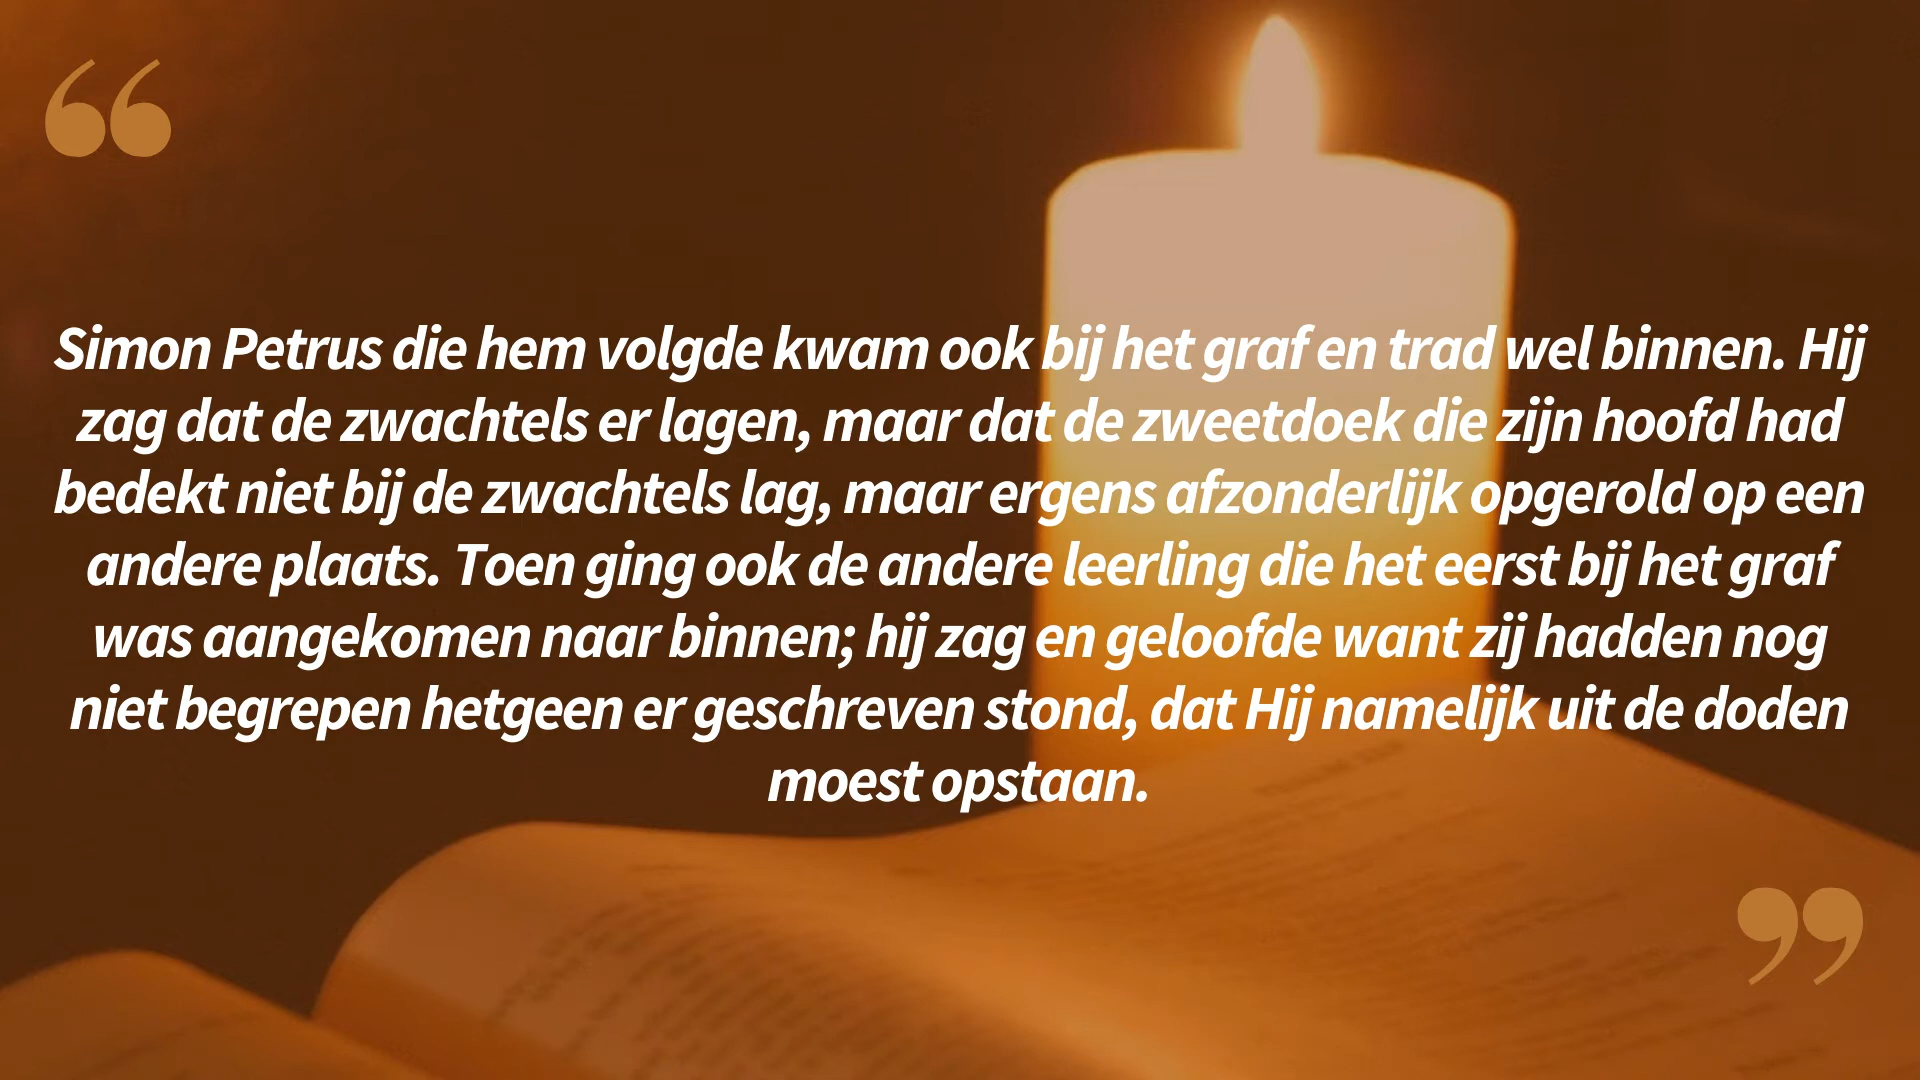 “
Simon Petrus die hem volgde kwam ook bij het graf en trad wel binnen. Hij
zag dat de zwachtels er lagen, maar dat de zweetdoek die zijn hoofd had
bedekt niet bij de zwachtels lag, maar ergens afzonderlijk opgerold op een
andere plaats. Toen ging ook de andere leerling die het eerst bij het graf
was aangekomen naar binnen; hij zag en geloofde want zij hadden nog
niet begrepen hetgeen er geschreven stond, dat Hij namelijk uit de doden
moest opstaan.
”